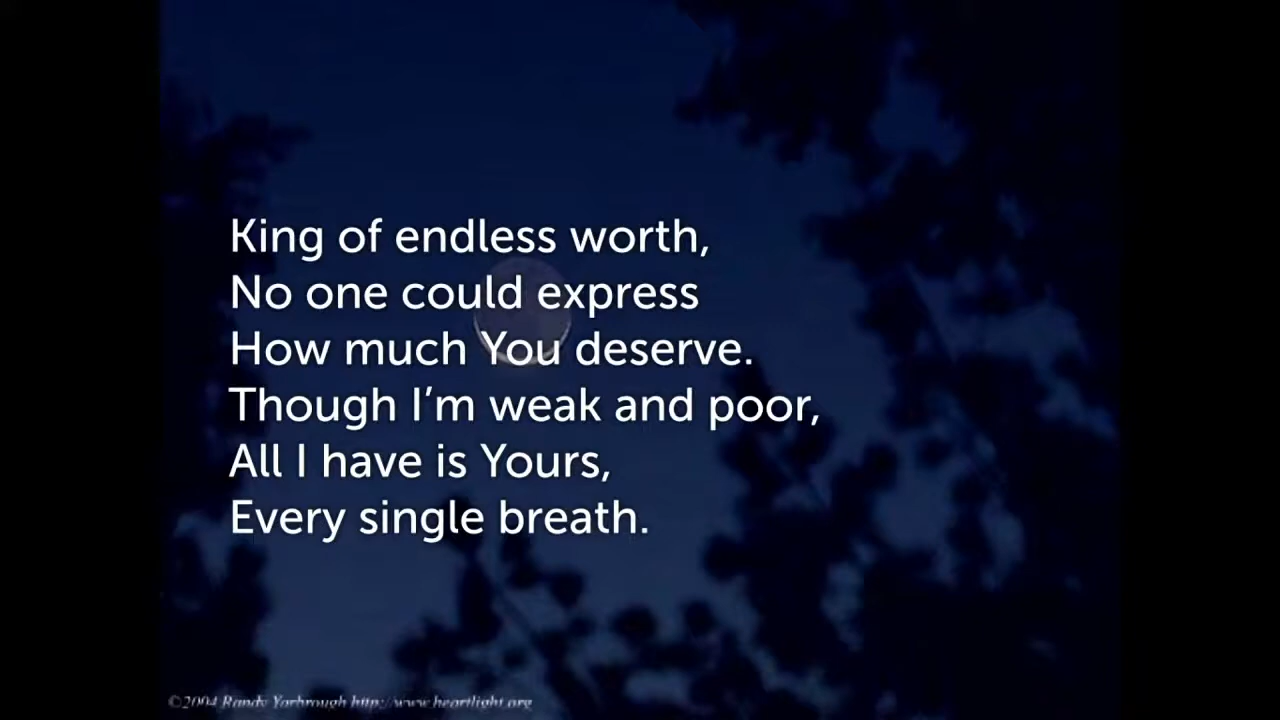 King of endless worth,
No one could express
How much You deserve.
Though I’m weak and poor,
All I have is Yours,
Every single breath.
©2004 Randy Yarbrough http://www.heartlight.org